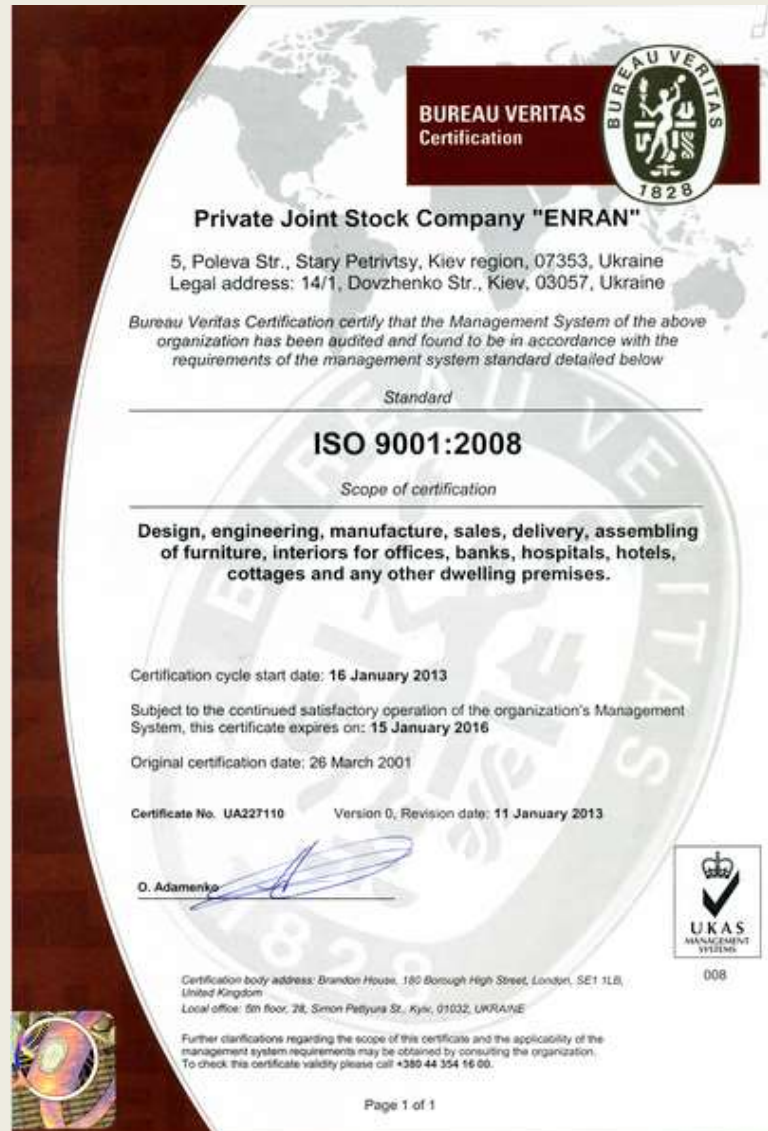 BUREAU VERITAS
Certification
BUREAU VERITAS
1828
Private Joint Stock Company "ENRAN"
5, Poleva Str., Stary Petrivtsy, Kiev region, 07353, Ukraine
Legal address: 14/1, Dovzhenko Str., Kiev, 03057, Ukraine
Bureau Veritas Certification certify that the Management System of the above
organization has been audited and found to be in accordance with the
requirements of the management system standard detailed below
Standard
ISO 9001:2008
Scope of certification
Design, engineering, manufacture, sales, delivery, assembling
of furniture, interiors for offices, banks, hospitals, hotels,
cottages and any other dwelling premises.
Certification cycle start date: 16 January 2013
Subject to the continued satisfactory operation of the organization's Management
System, this certificate expires on: 15 January 2016
Original certification date: 26 March 2001
Certificate No. UA227110 Version 0, Revision date: 11 January 2013
O. Adamenko
UKAS
MANAGEMENT
SYSTEMS
008
Certification body address: Brandon House, 180 Borough High Street, London, SE1 1LB,
United Kingdom
Local office: 5th floor, 28, Simon Petlyura St., Kyiv, 01032, UKRAINE
Further clarifications regarding the scope of this certificate and the applicability of the
management system requirements may be obtained by consulting the organization.
To check this certificate validity please call +380 44 354 16 00.
Page 1 of 1
BUREAU VERITAS
1828